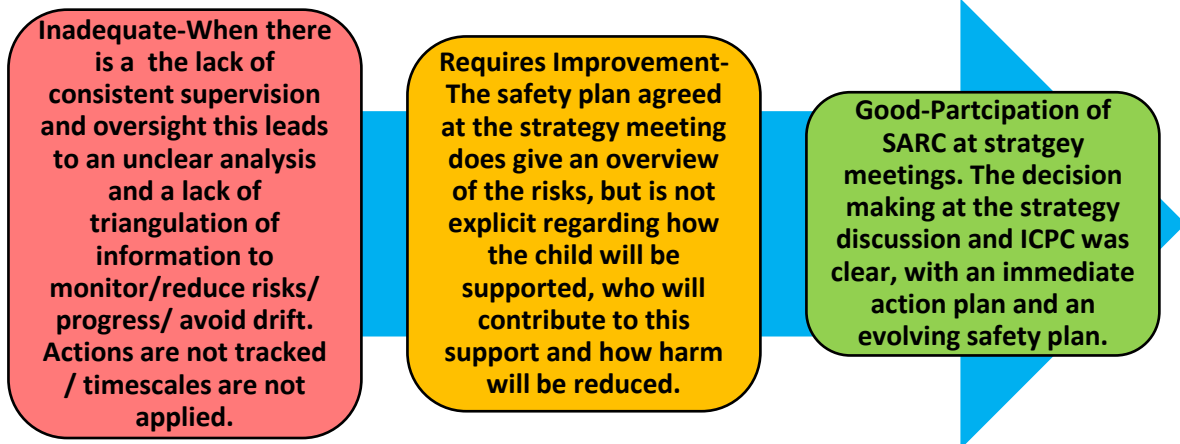 Inadequate-When there
is a  the lack of
consistent supervision
and oversight this leads
to an unclear analysis
and a lack of
triangulation of
information to
monitor/reduce risks/
progress/ avoid drift.
Actions are not tracked
/ timescales are not
applied.
Requires Improvement-
The safety plan agreed
at the strategy meeting
does give an overview
of the risks, but is not
explicit regarding how
the child will be
supported, who will
contribute to this
support and how harm
will be reduced.
Good-Partcipation of
SARC at stratgey
meetings. The decision
making at the strategy
discussion and ICPC was
clear, with an immediate
action plan and an
evolving safety plan.